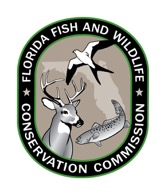 FLORIDA FISH AND WILDLIFE
CONSERVATION COMMISSION